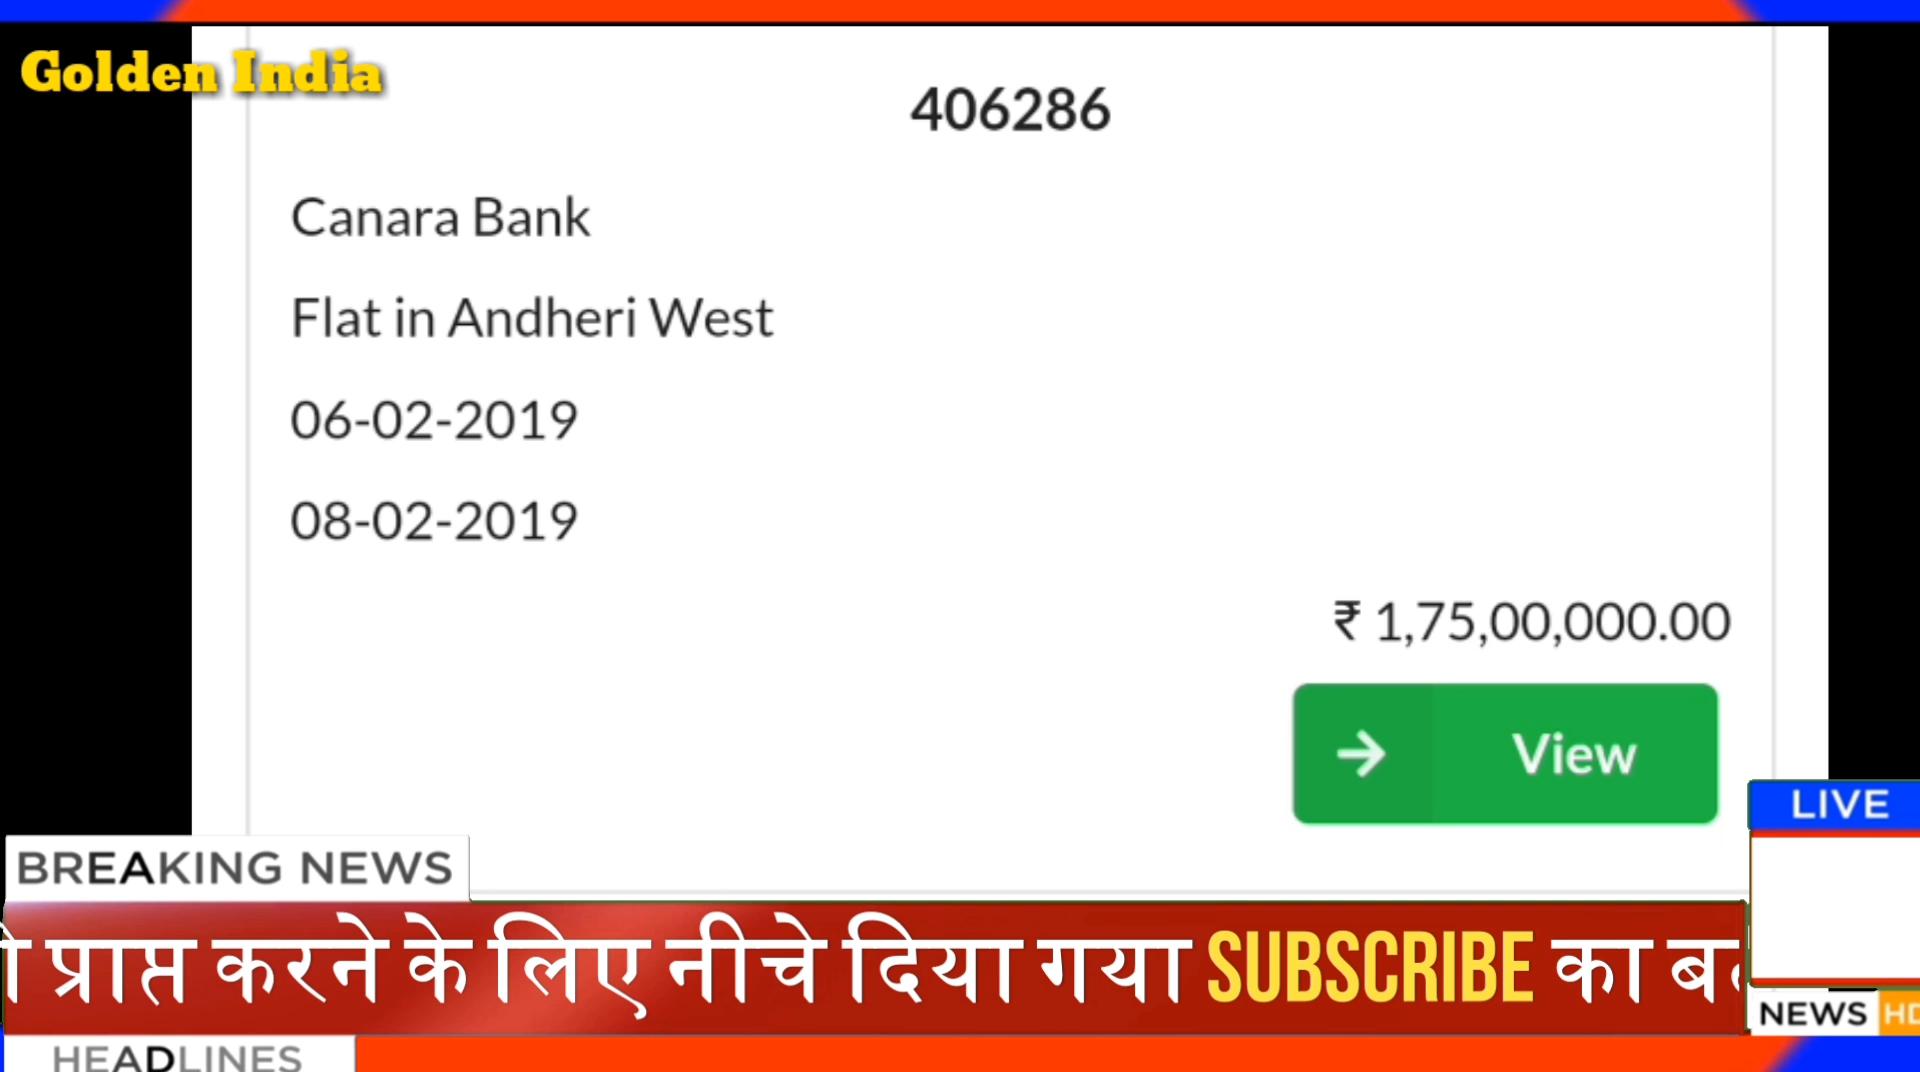 Golden India
406286
Canara Bank
Flat in Andheri West
06-02-2019
08-02-2019
₹ 1,75,00,000.00
View
LIVE
BREAKING NEWS
प्राप्त करने के लिए नीचे दिया गया SUBSCRIBE का
NEWS HD
HEADLINES